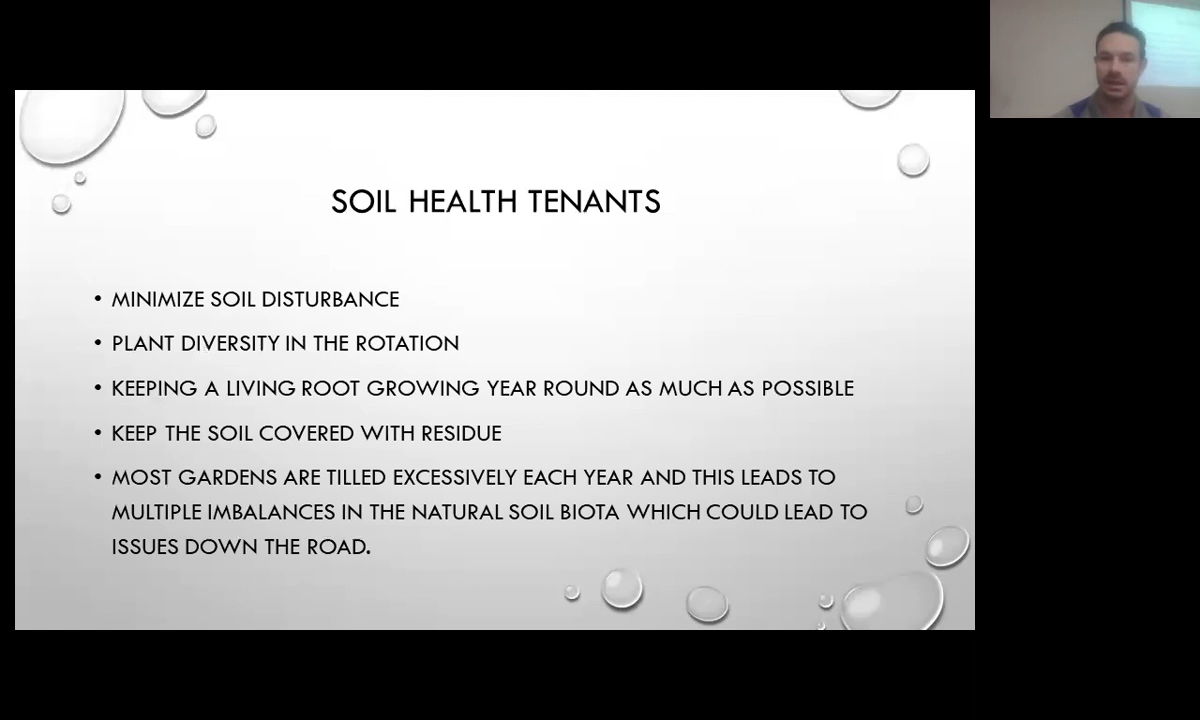 SOIL HEALTH TENANTS
• MINIMIZE SOIL DISTURBANCE
• PLANT DIVERSITY IN THE ROTATION
• KEEPING A LIVING ROOT GROWING YEAR ROUND AS MUCH AS POSSIBLE
• KEEP THE SOIL COVERED WITH RESIDUE
• MOST GARDENS ARE TILLED EXCESSIVELY EACH YEAR AND THIS LEADS TO
MULTIPLE IMBALANCES IN THE NATURAL SOIL BIOTA WHICH COULD LEAD TO
ISSUES DOWN THE ROAD.